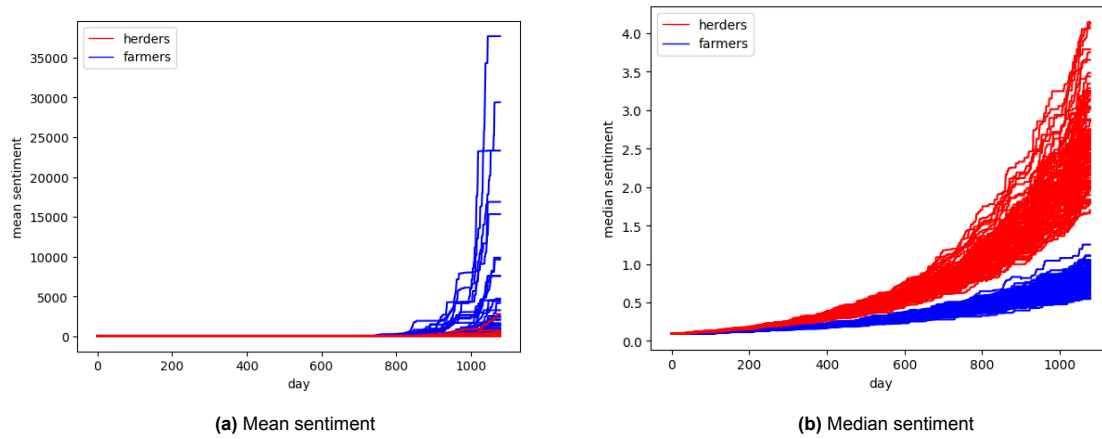 herders
farmers
35000
30000
25000
20000
15000
10000
5000
0
mean sentiment
0 200 400 600 800 1000
day
(a) Mean sentiment
herders
farmers
4.0
3.5
3.0
2.5
2.0
1.5
1.0
0.5
0.0
median sentiment
0 200 400 600 800 1000
day
(b) Median sentiment